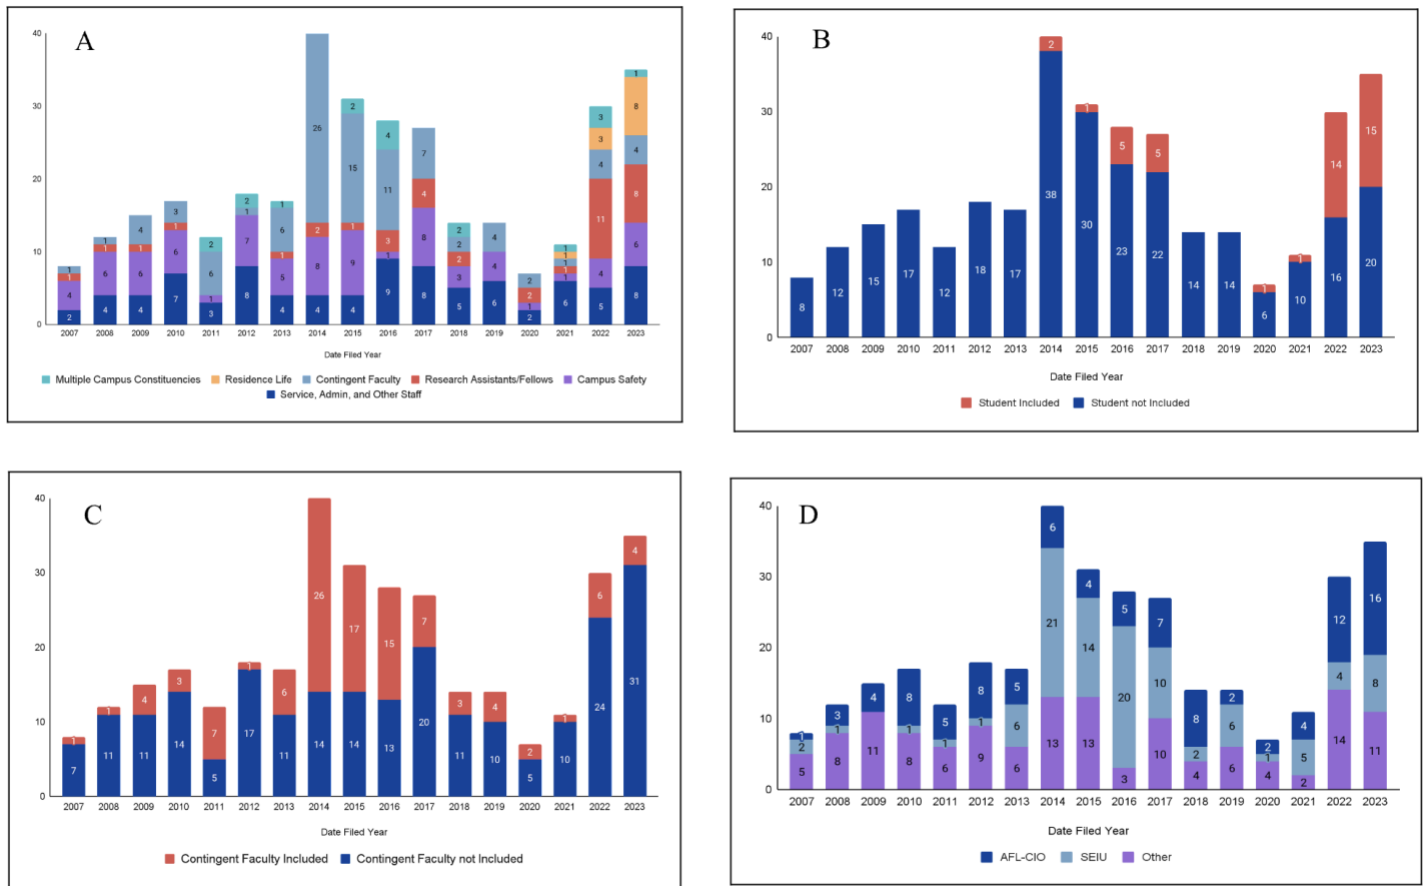 A
40
30
20
10
0
1 1 4 2
1 1 6 4
4 1 6 4
3 1 6 7
2 6 1 3
2 1 7 8
1 6 1 5 4
26 2 8 4
2 15 1 9 4
4 11 3 1 9
7 4 8 8
2 2 2 3 5
4 4 6
2 2 1 2
1 1 1 1 1 6
3 3 4 11 4 5
1 8 4 8 6 8
2007 2008 2009 2010 2011 2012 2013 2014 2015 2016 2017 2018 2019 2020 2021 2022 2023
Date Filed Year
Multiple Campus Constituencies Residence Life Contingent Faculty Research Assistants/Fellows Campus Safety
Service, Admin, and Other Staff
B
40
30
20
10
0
8
12
15
17
12
18
17
2 38
1 30
5 23
5 22
14
14
1 6
1 10
14 16
15 20
2007 2008 2009 2010 2011 2012 2013 2014 2015 2016 2017 2018 2019 2020 2021 2022 2023
Date Filed Year
Student Included Student not Included
C
40
30
20
10
0
1 7
1 11
4 11
3 14
7 5
1 17
6 11
26 14
17 14
15 13
7 20
3 11
4 10
2 5
1 10
6 24
4 31
2007 2008 2009 2010 2011 2012 2013 2014 2015 2016 2017 2018 2019 2020 2021 2022 2023
Date Filed Year
Contingent Faculty Included Contingent Faculty not Included
D
40
30
20
10
0
1 2 5
3 1 8
4 11
8 1 8
5 1 6
8 1 9
5 6 6
6 21 13
4 14 13
5 20 3
7 10 10
8 2 4
2 6 6
2 1 4
4 5 2
12 4 14
16 8 11
2007 2008 2009 2010 2011 2012 2013 2014 2015 2016 2017 2018 2019 2020 2021 2022 2023
Date Filed Year
AFL-CIO SEIU Other